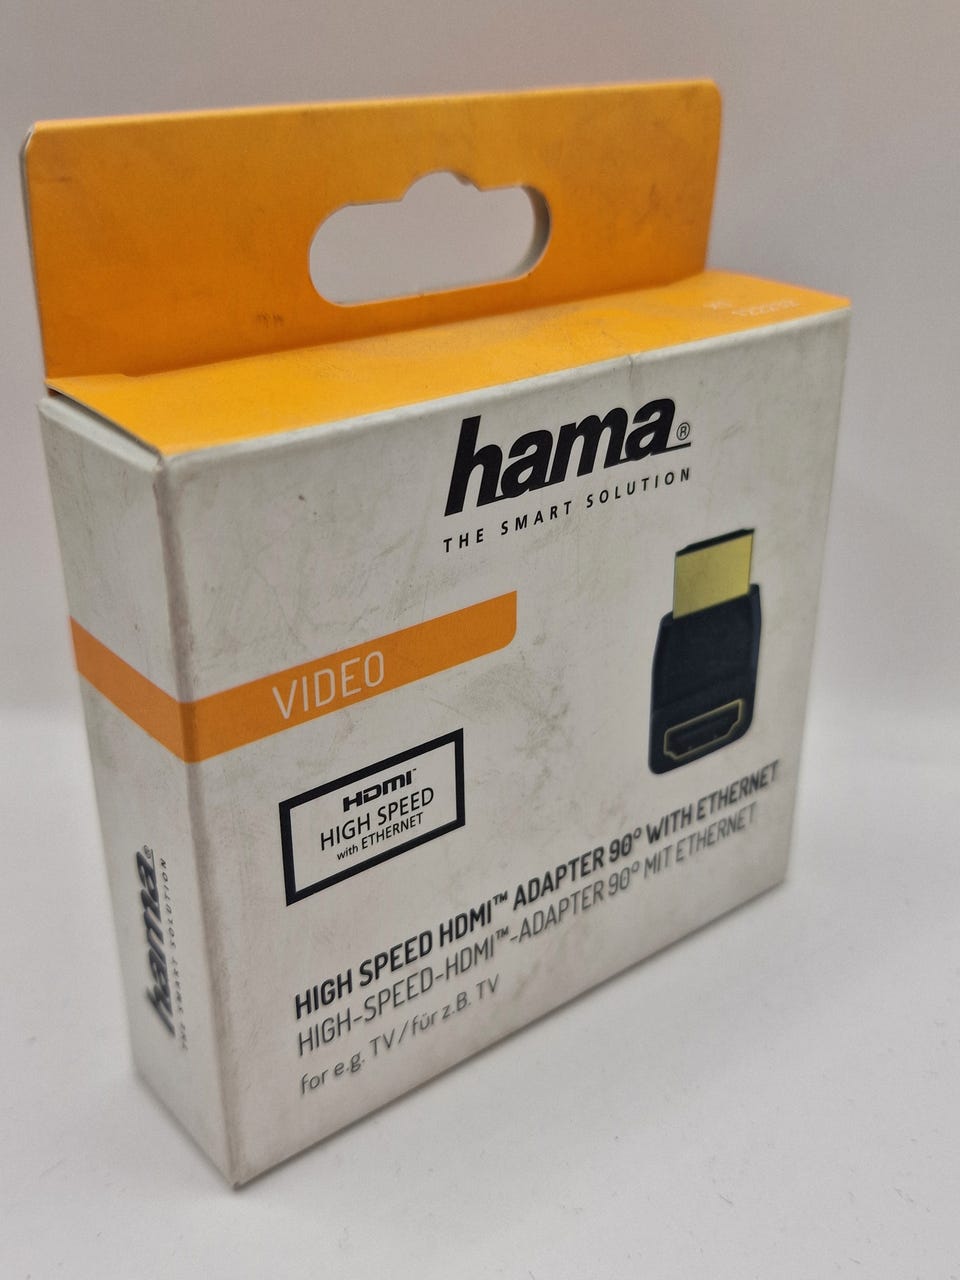 hama®
THE SMART SOLUTION
VIDEO
HDMI™
HIGH SPEED
with ETHERNET
HIGH SPEED HDMI™ ADAPTER 90° WITH ETHERNET
HIGH-SPEED-HDMI™-ADAPTER 90° MIT ETHERNET
for e.g. TV / für z.B. TV
hama®
THE SMART SOLUTION